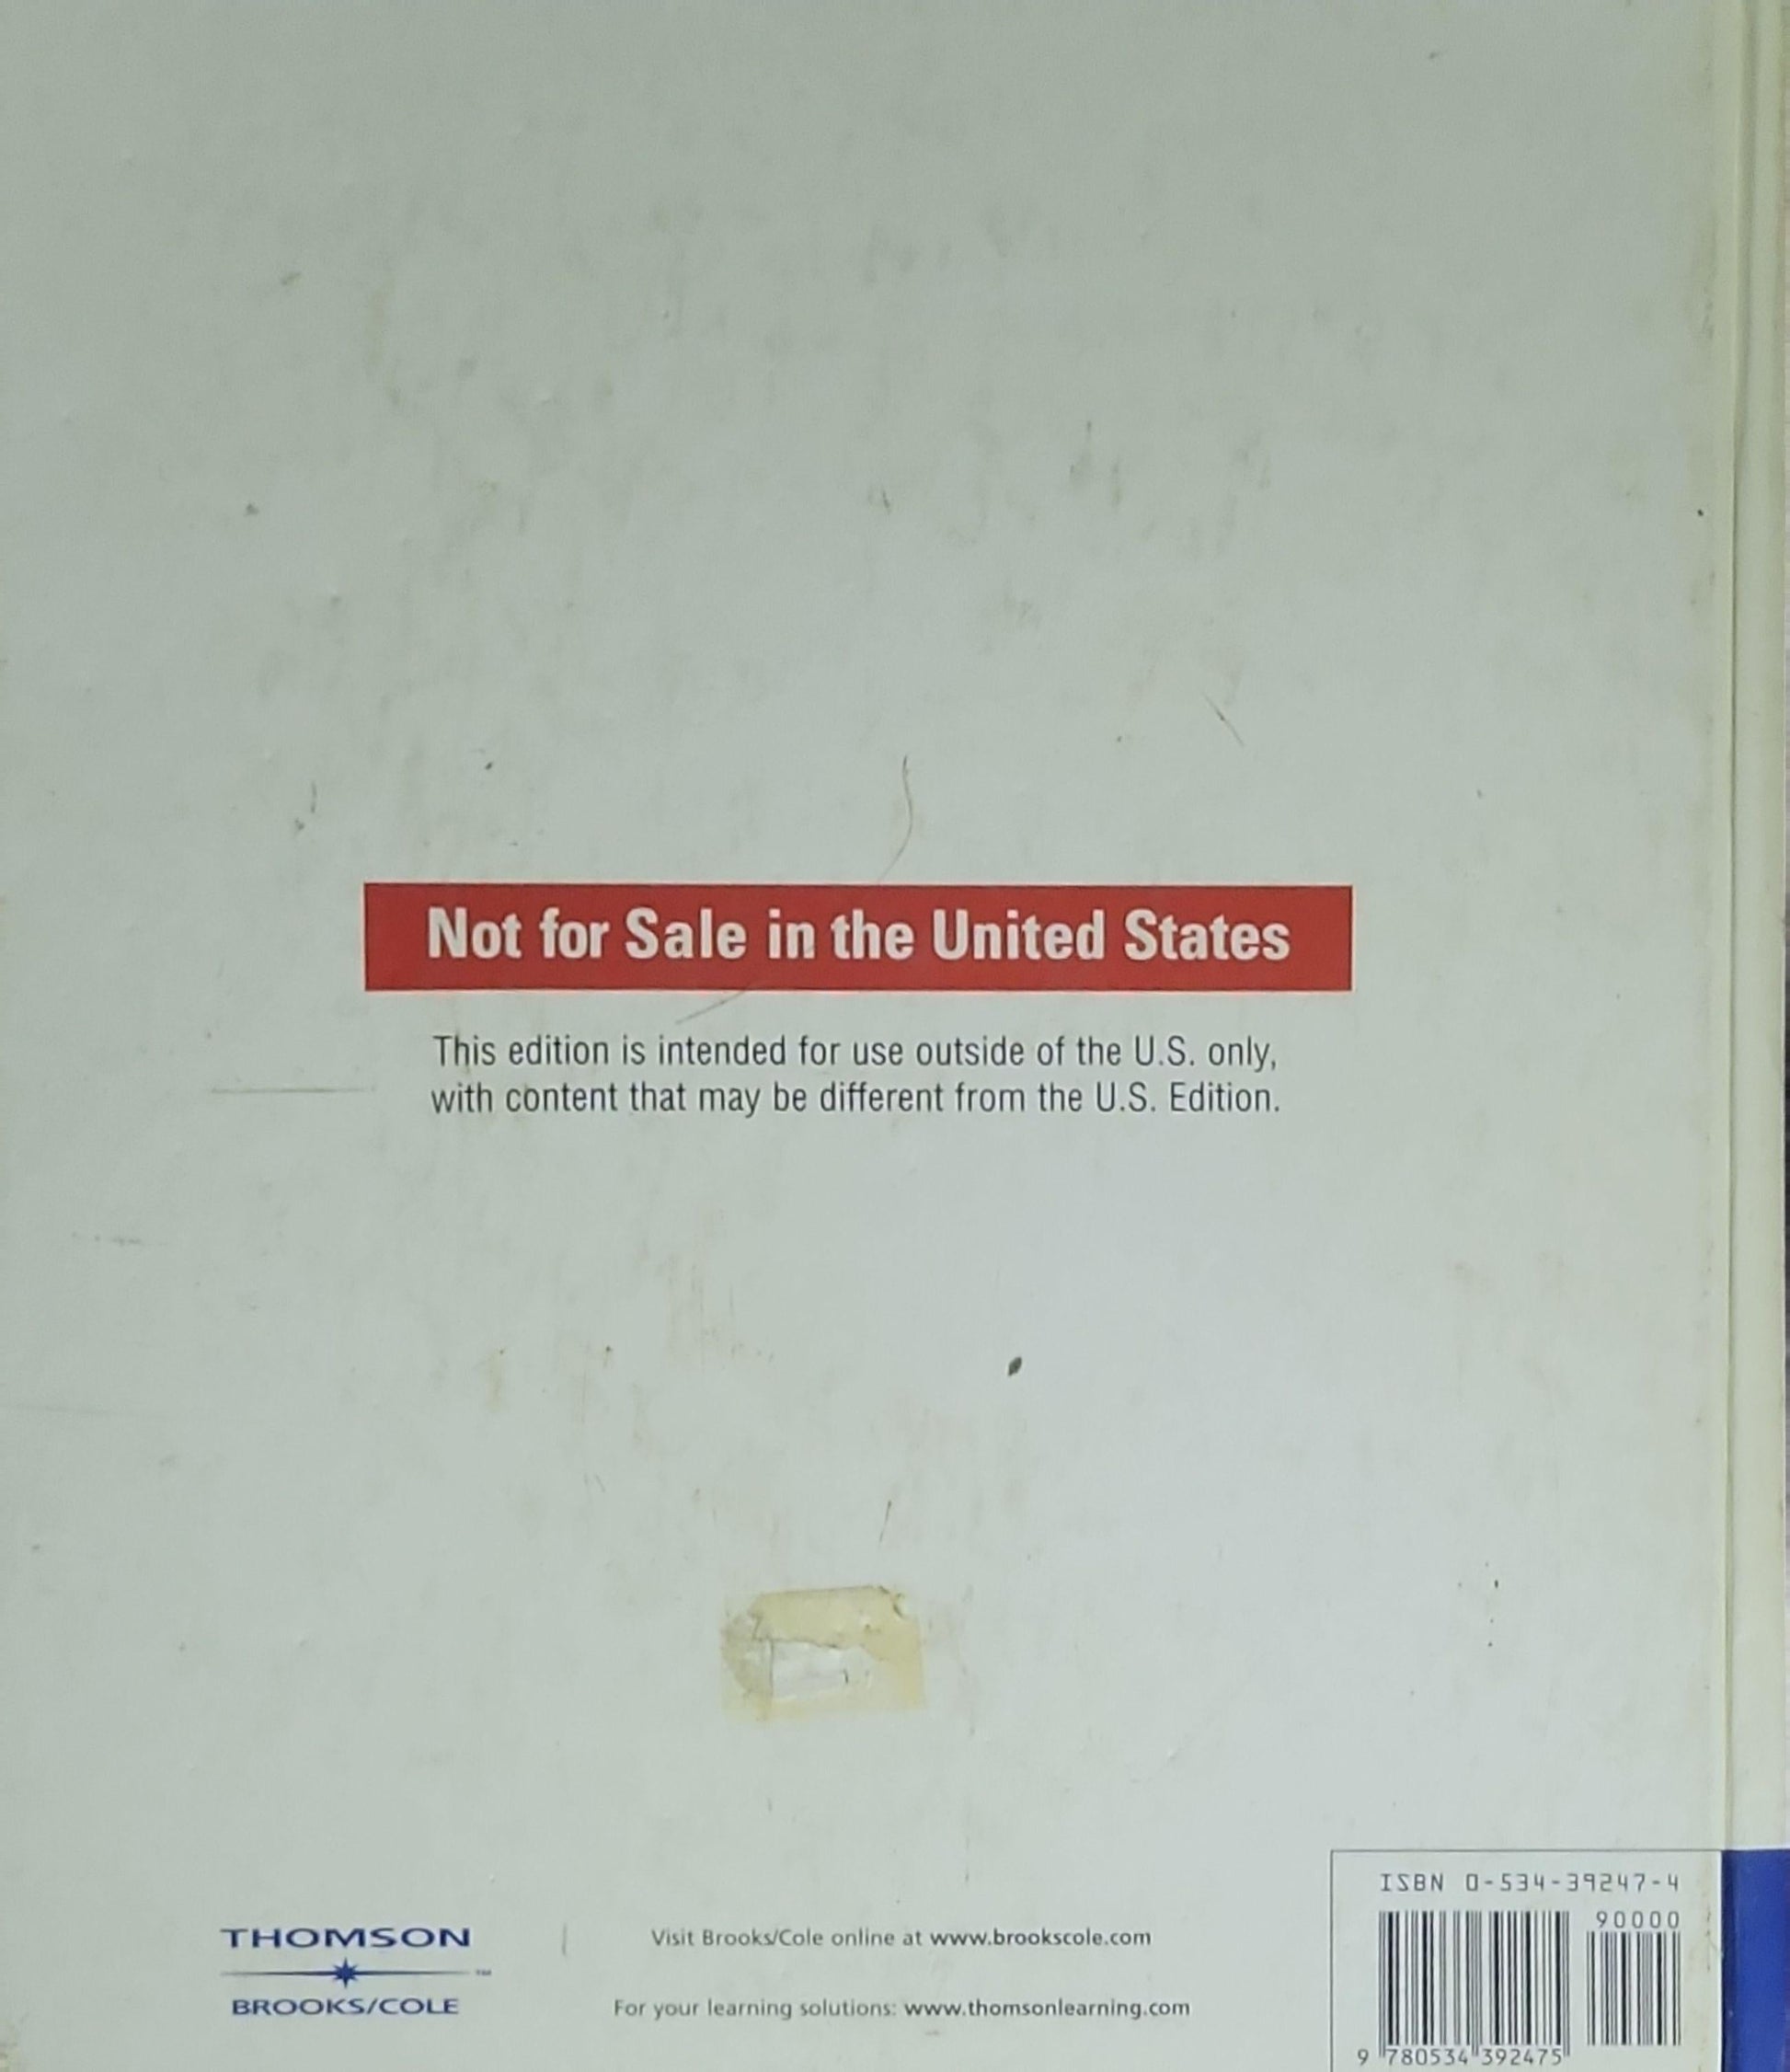 Not for Sale in the United States
This edition is intended for use outside of the U.S. only,
with content that may be different from the U.S. Edition.
THOMSON
™
BROOKS/COLE
Visit Brooks/Cole online at www.brookscole.com
For your learning solutions: www.thomsonlearning.com
ISBN 0-534-39247-4
90000
9 780534 392475